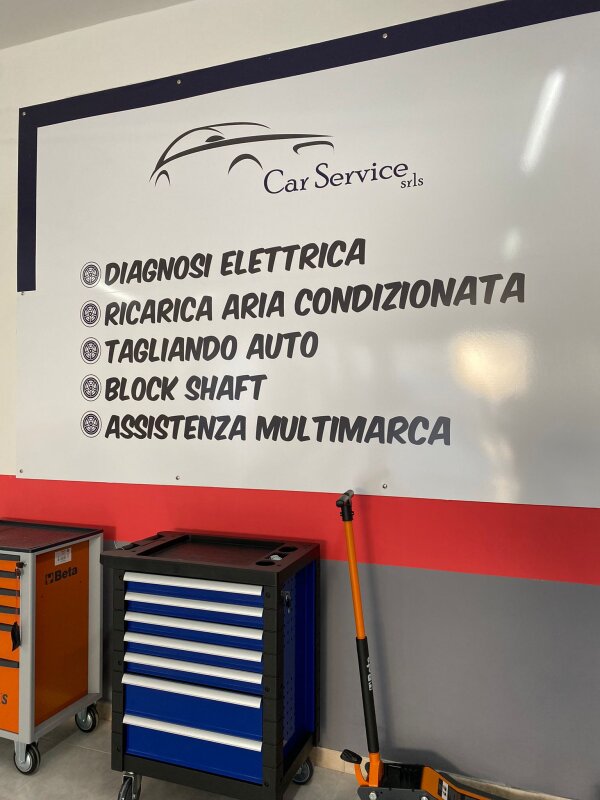 Car Service srls
DIAGNOSI ELETTRICA
RICARICA ARIA CONDIZIONATA
TAGLIANDO AUTO
BLOCK SHAFT
ASSISTENZA MULTIMARCA
Beta